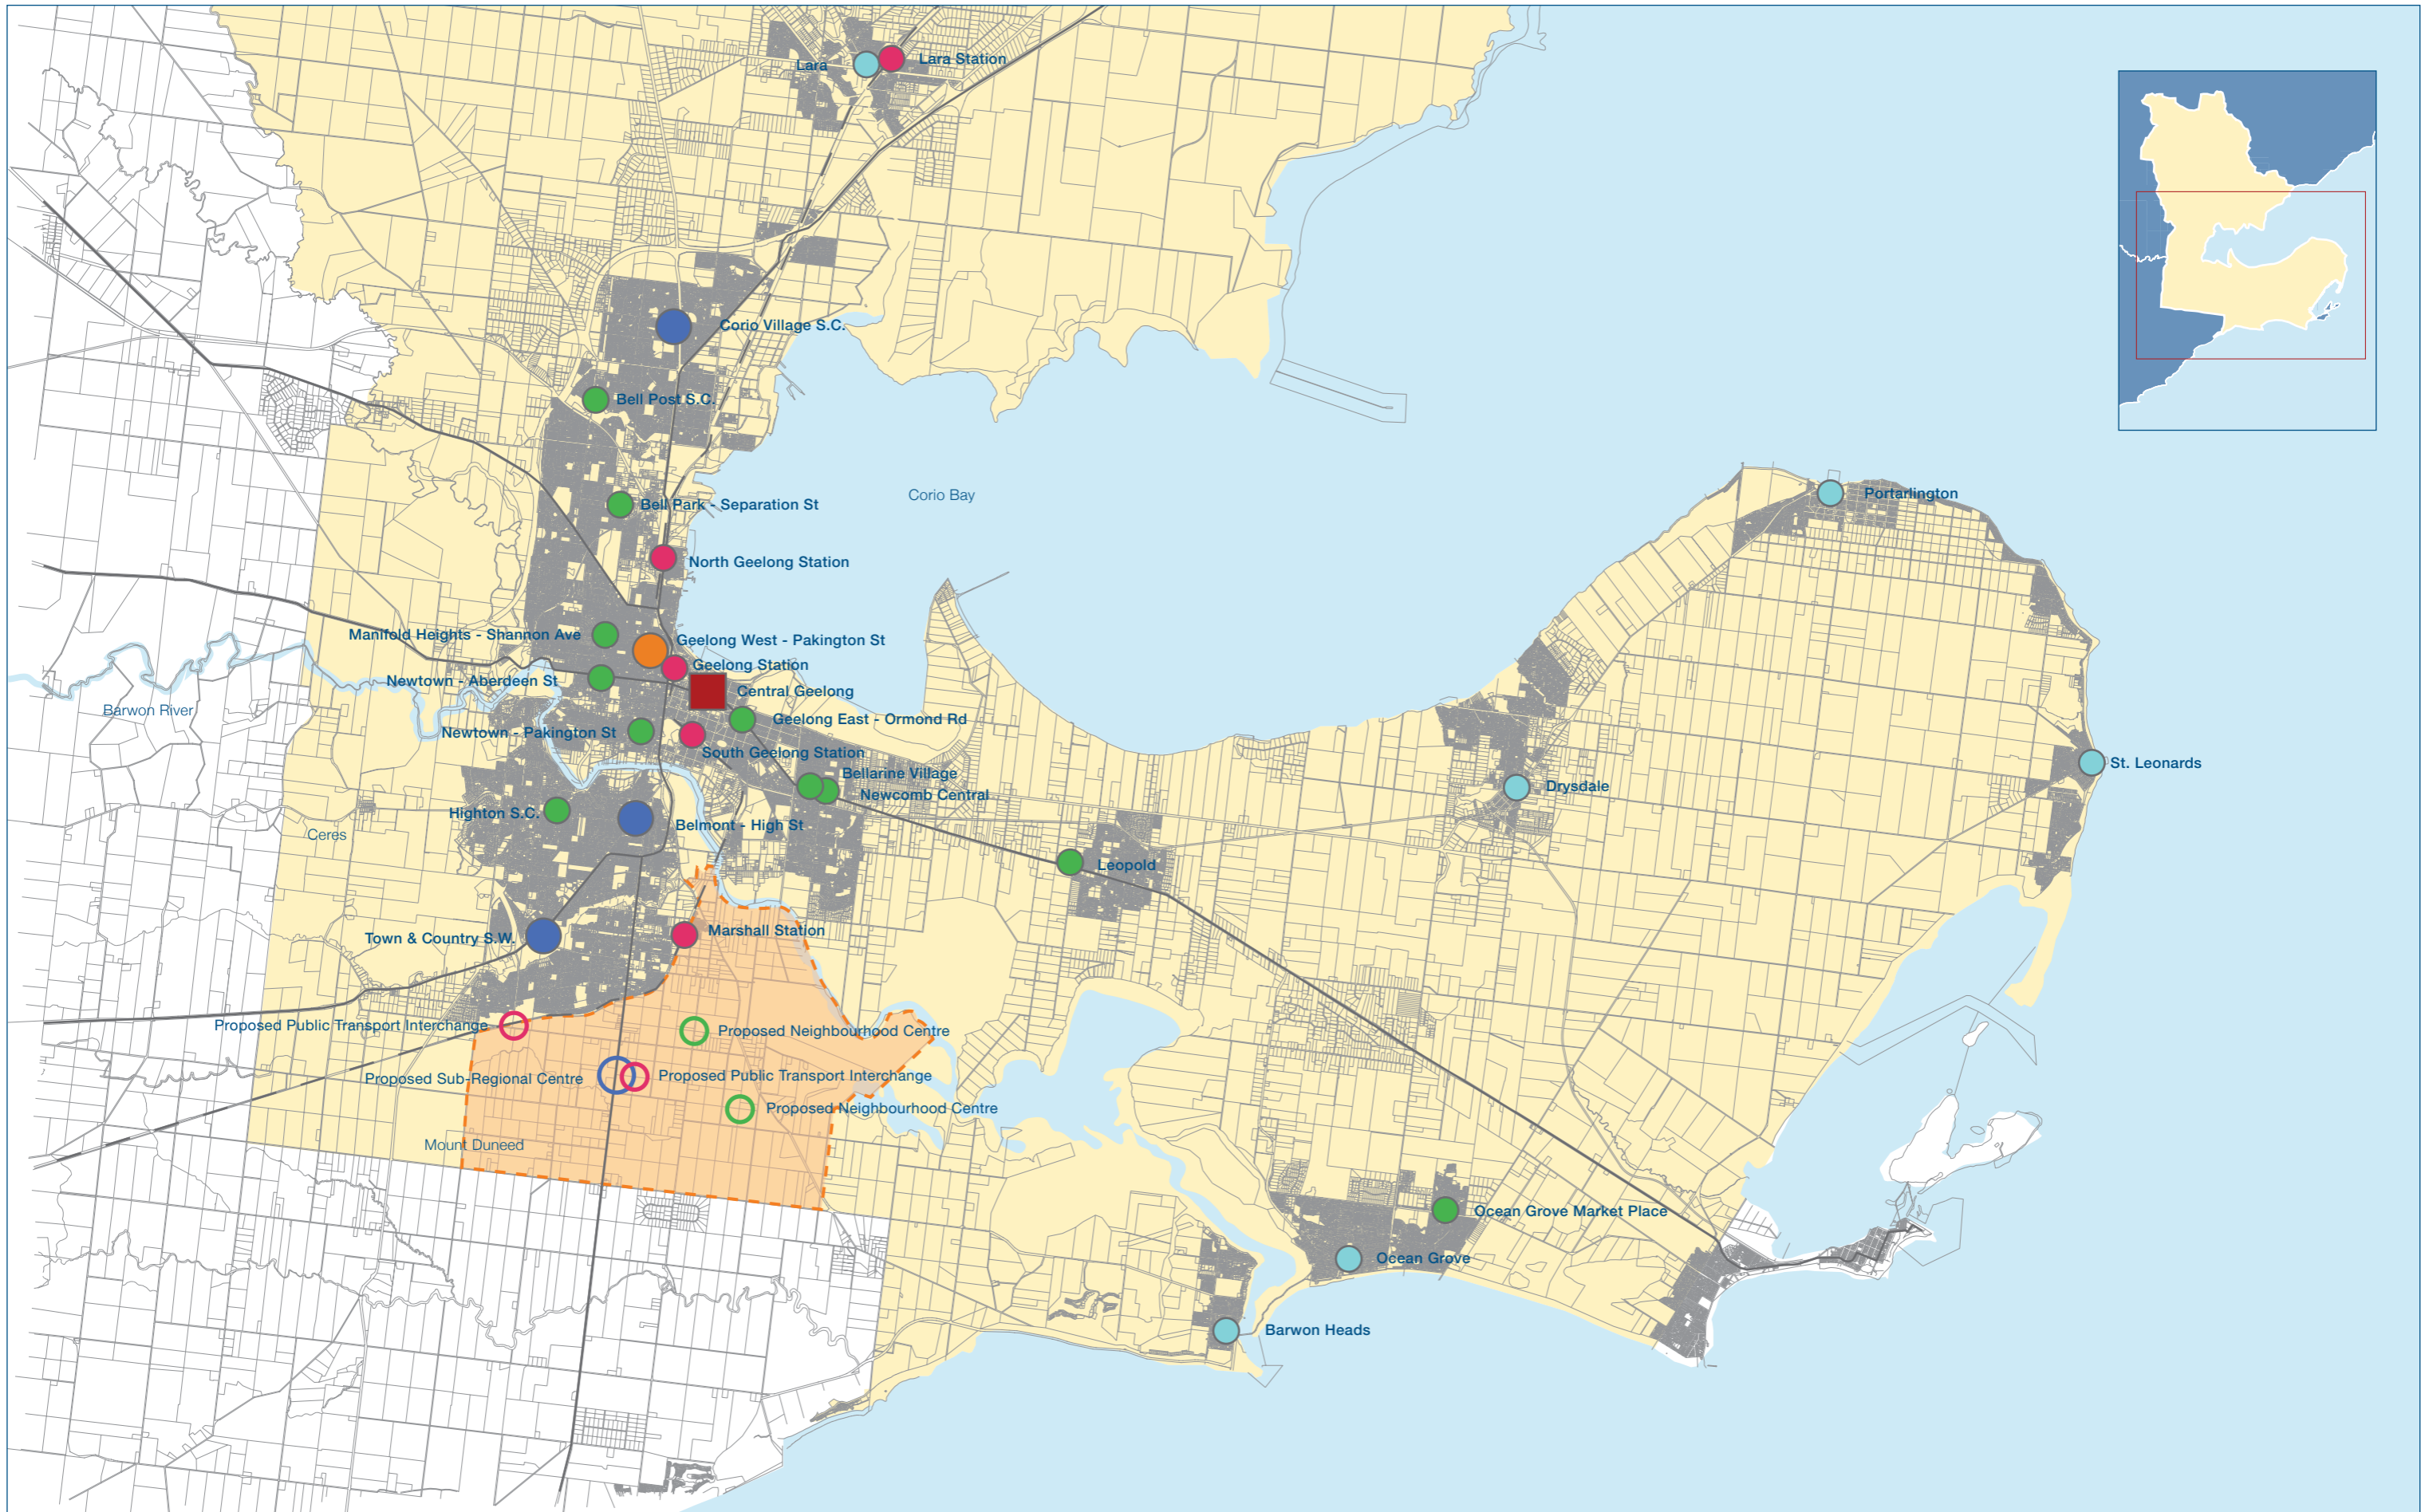 Lara
Lara Station
Corio Village S.C.
Bell Post S.C.
Corio Bay
Portarlington
Bell Park - Separation St
North Geelong Station
Manifold Heights - Shannon Ave
Geelong West - Pakington St
Geelong Station
Newtown - Aberdeen St
Central Geelong
Barwon River
Geelong East - Ormond Rd
Newtown - Pakington St
South Geelong Station
St. Leonards
Bellarine Village
Drysdale
Newcomb Central
Highton S.C.
Belmont - High St
Ceres
Leopold
Marshall Station
Town & Country S.W.
Proposed Public Transport Interchange
Proposed Neighbourhood Centre
Proposed Sub-Regional Centre
Proposed Public Transport Interchange
Proposed Neighbourhood Centre
Mount Duneed
Ocean Grove Market Place
Ocean Grove
Barwon Heads